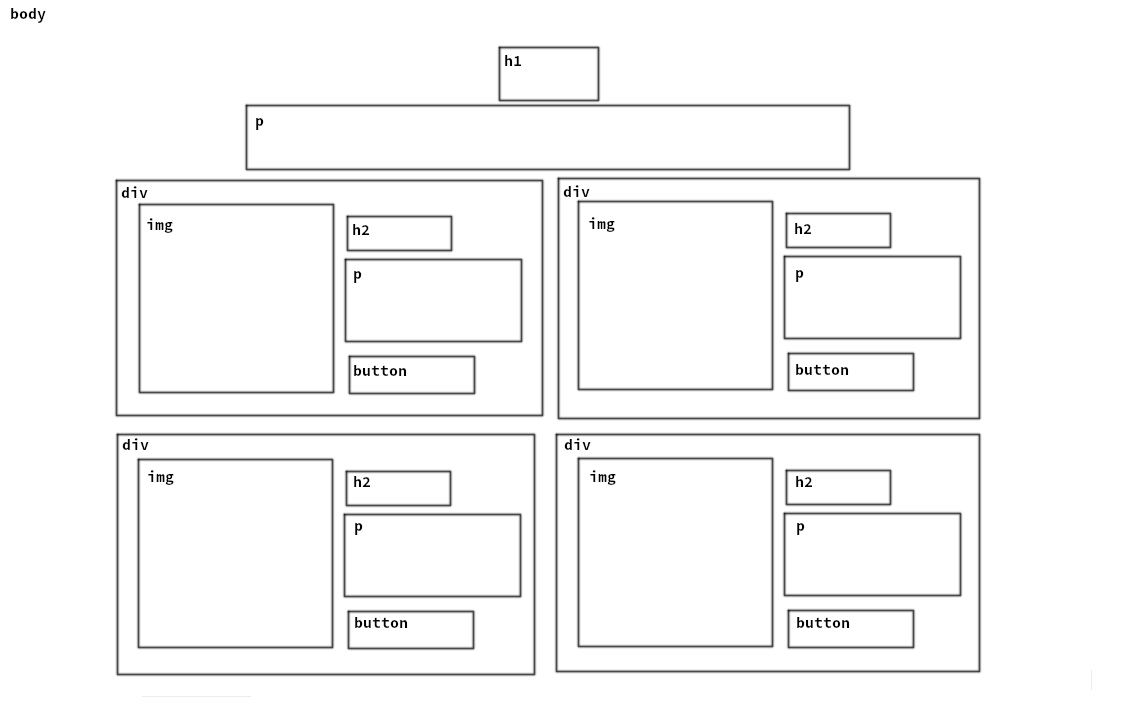 body
h1
p
div
img
h2
p
button
div
img
h2
p
button
div
img
h2
p
button
div
img
h2
p
button